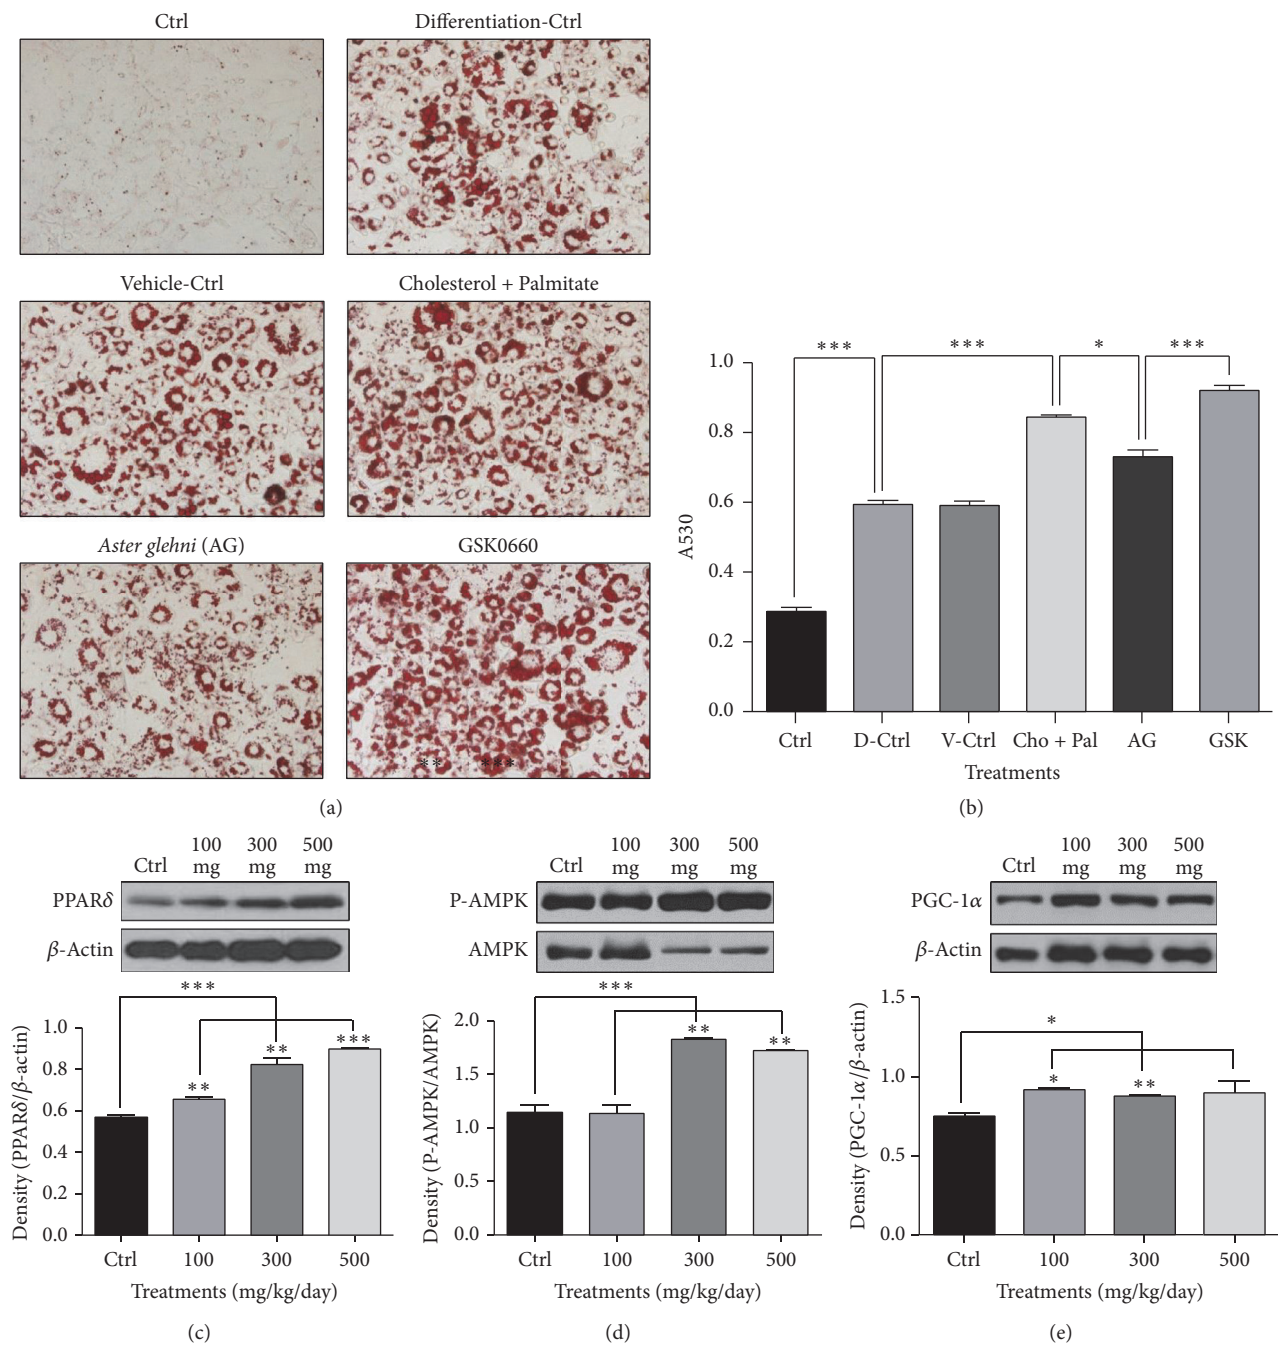 Ctrl
Differentiation-Ctrl
Vehicle-Ctrl
Cholesterol + Palmitate
Aster glehni (AG)
GSK0660
** ***
(a)
*** *** * ***
1.0
0.8
0.6
0.4
0.2
0.0
A530
Ctrl D-Ctrl V-Ctrl Cho + Pal AG GSK
Treatments
(b)
Ctrl 100 mg 300 mg 500 mg
PPARδ
β-Actin
***
** ** ***
1.0
0.8
0.6
0.4
0.2
0.0
Density (PPARδ/β-actin)
Ctrl 100 300 500
Treatments (mg/kg/day)
(c)
Ctrl 100 mg 300 mg 500 mg
P-AMPK
AMPK
***
** **
2.0
1.5
1.0
0.5
0.0
Density (P-AMPK/AMPK)
Ctrl 100 300 500
Treatments (mg/kg/day)
(d)
Ctrl 100 mg 300 mg 500 mg
PGC-1α
β-Actin
*
* **
1.5
1.0
0.5
0.0
Density (PGC-1α/β-actin)
Ctrl 100 300 500
Treatments (mg/kg/day)
(e)